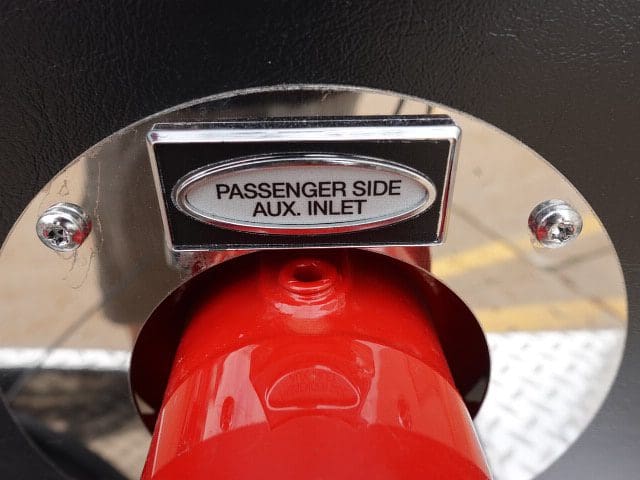 PASSENGER SIDE
AUX. INLET